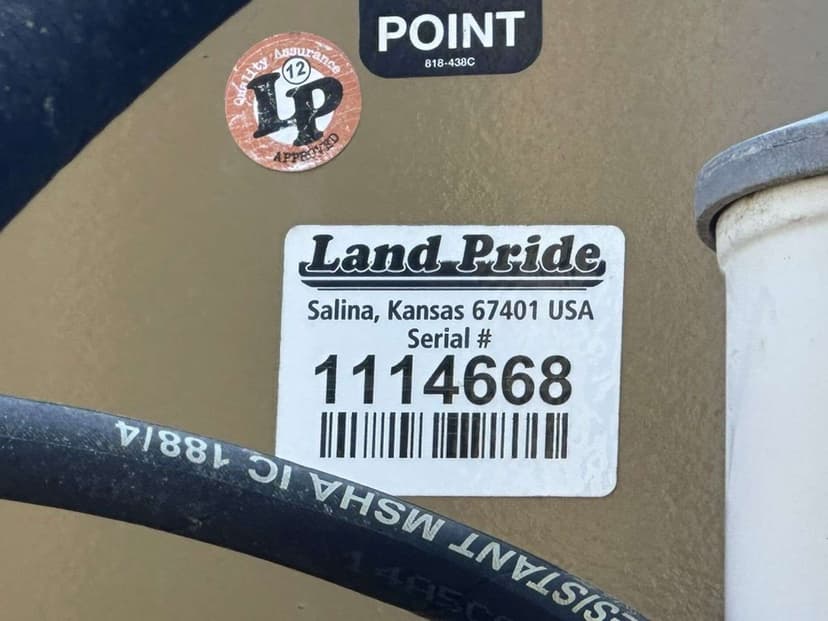 POINT
818-438C
Quality Assurance
12
LP
APPROVED
Land Pride
Salina, Kansas 67401 USA
Serial #
1114668
MSHA IC 188/4